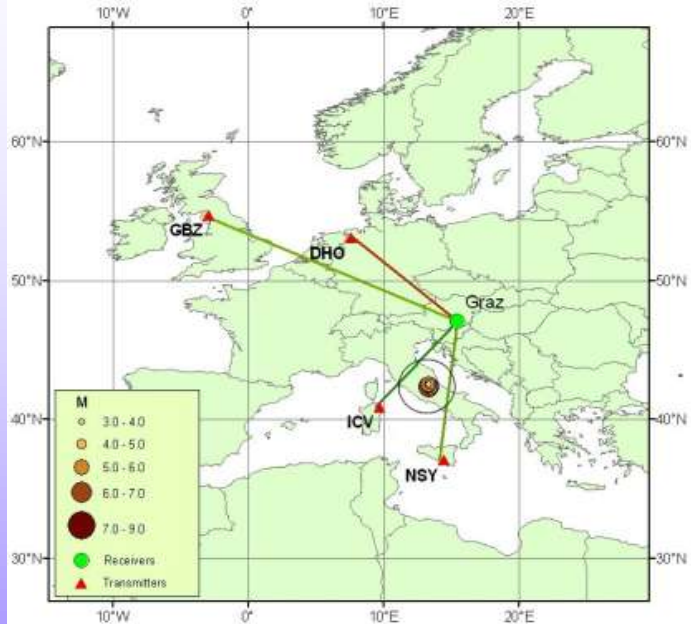 10°W 0° 10°E 20°E
60°N 60°N
GBZ
DHO
50°N 50°N
Graz
M
3.0 - 4.0
4.0 - 5.0
5.0 - 6.0
6.0 - 7.0
7.0 - 9.0
Receivers
Transmitters
40°N 40°N
ICV
NSY
30°N 30°N
10°W 0° 10°E 20°E